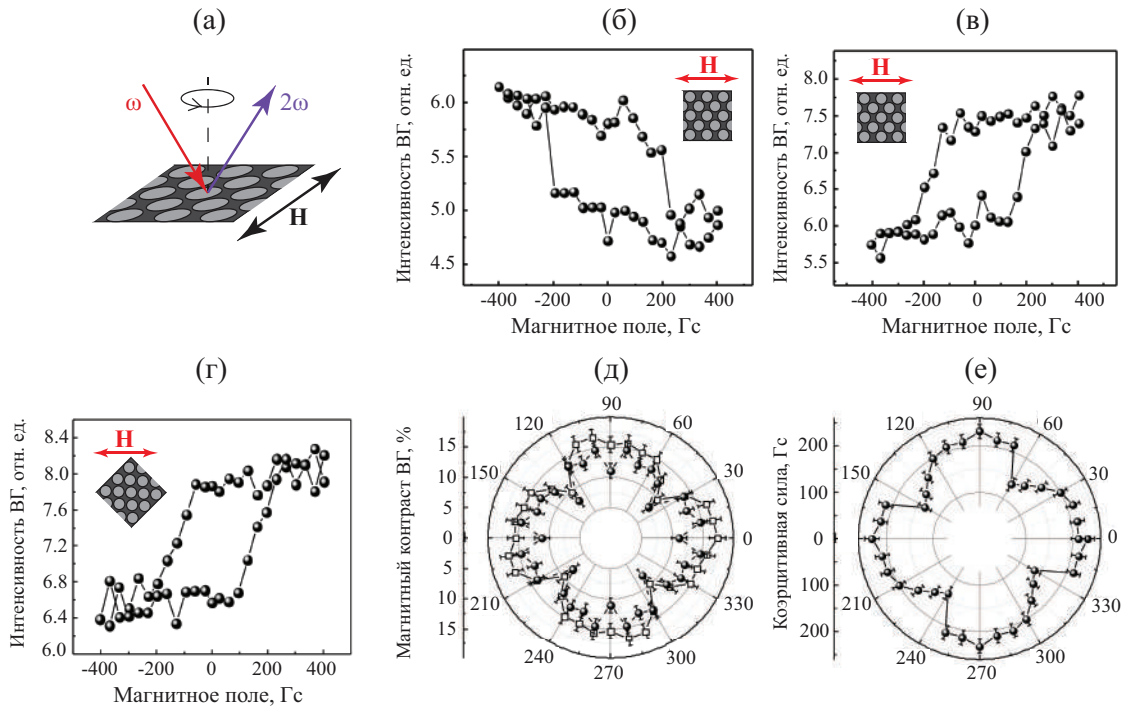 (а)
ω
2ω
H
(б)
Интенсивность ВГ, отн. ед.
6.0
5.5
5.0
4.5
H
-400 -200 0 200 400
Магнитное поле, Гс
(в)
Интенсивность ВГ, отн. ед.
8.0
7.5
7.0
6.5
6.0
5.5
H
-400 -200 0 200 400
Магнитное поле, Гс
(г)
Интенсивность ВГ, отн. ед.
8.4
8.0
7.6
7.2
6.8
6.4
6.0
H
-400 -200 0 200 400
Магнитное поле, Гс
(д)
Магнитный контраст ВГ, %
15
10
5
0
5
10
15
90
120 60
150 30
0
210 330
240 300
270
(е)
Коэрцитивная сила, Гс
200
100
0
100
200
90
120 60
150 30
0
210 330
240 300
270